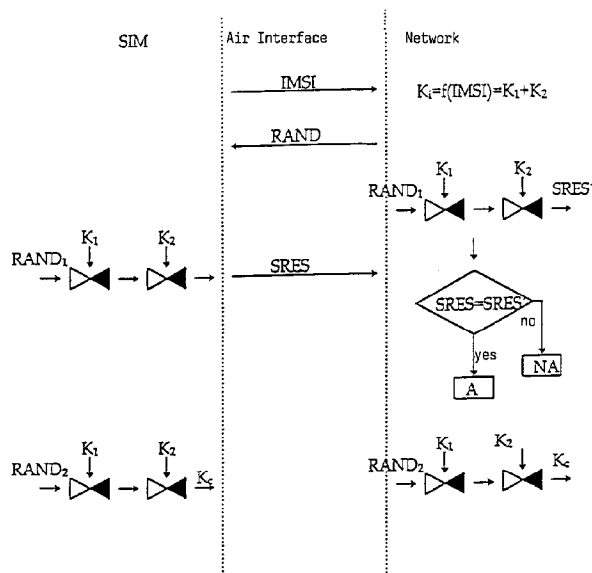 SIM Air Interface Network
IMSI Kᵢ=f(IMSI)=K₁+K₂
RAND
K₁ K₂
RAND₁ SRES'
K₁ K₂
RAND₁ SRES
SRES=SRES'
no
yes
NA
A
K₁ K₂ K₁ K₂
RAND₂ K꜀ RAND₂ K꜀